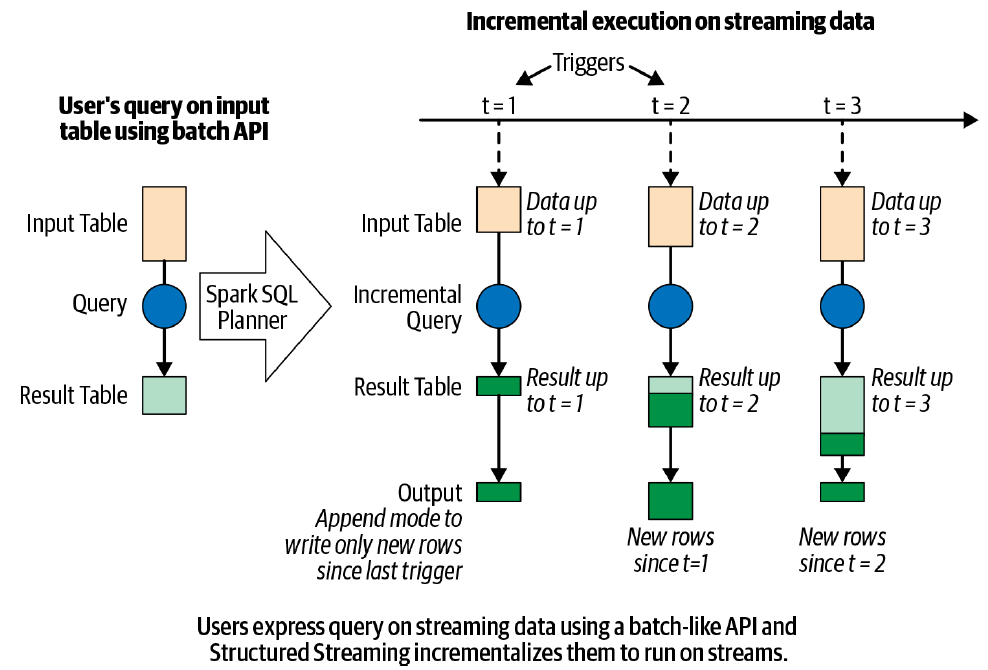 Incremental execution on streaming data
Triggers
User's query on input
table using batch API
t = 1
t = 2
t = 3
Input Table
Query
Result Table
Spark SQL
Planner
Input Table
Data up
to t = 1
Data up
to t = 2
Data up
to t = 3
Incremental
Query
Result Table
Result up
to t = 1
Result up
to t = 2
Result up
to t = 3
Output
Append mode to
write only new rows
since last trigger
New rows
since t=1
New rows
since t = 2
Users express query on streaming data using a batch-like API and
Structured Streaming incrementalizes them to run on streams.